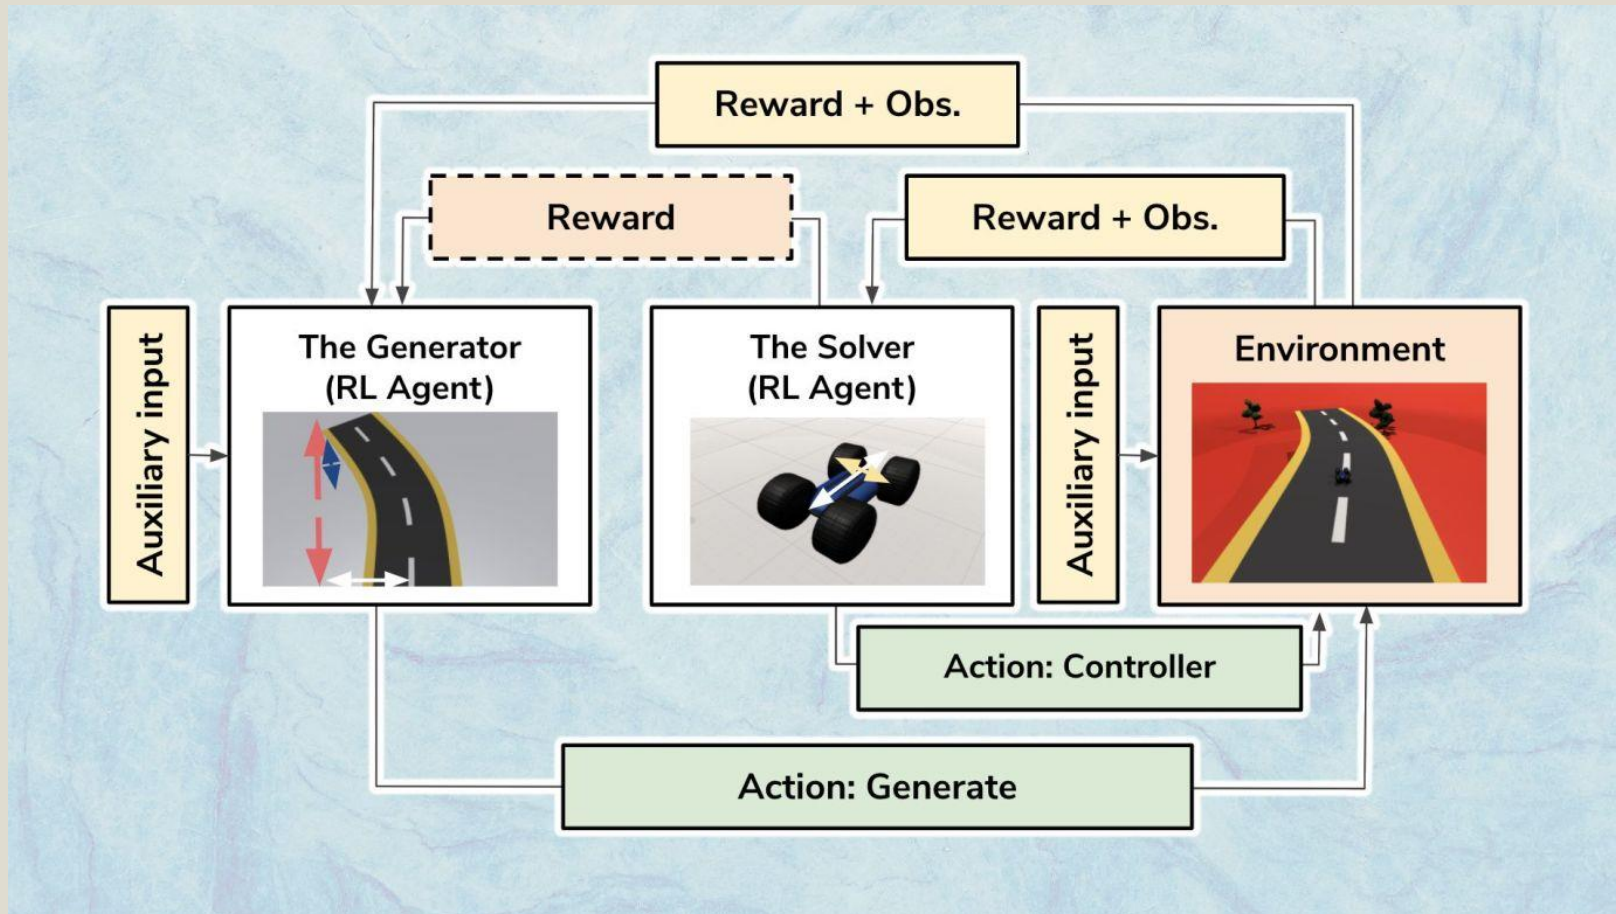 Reward + Obs.
Reward
Reward + Obs.
Auxiliary input
The Generator
(RL Agent)
The Solver
(RL Agent)
Auxiliary input
Environment
Action: Controller
Action: Generate